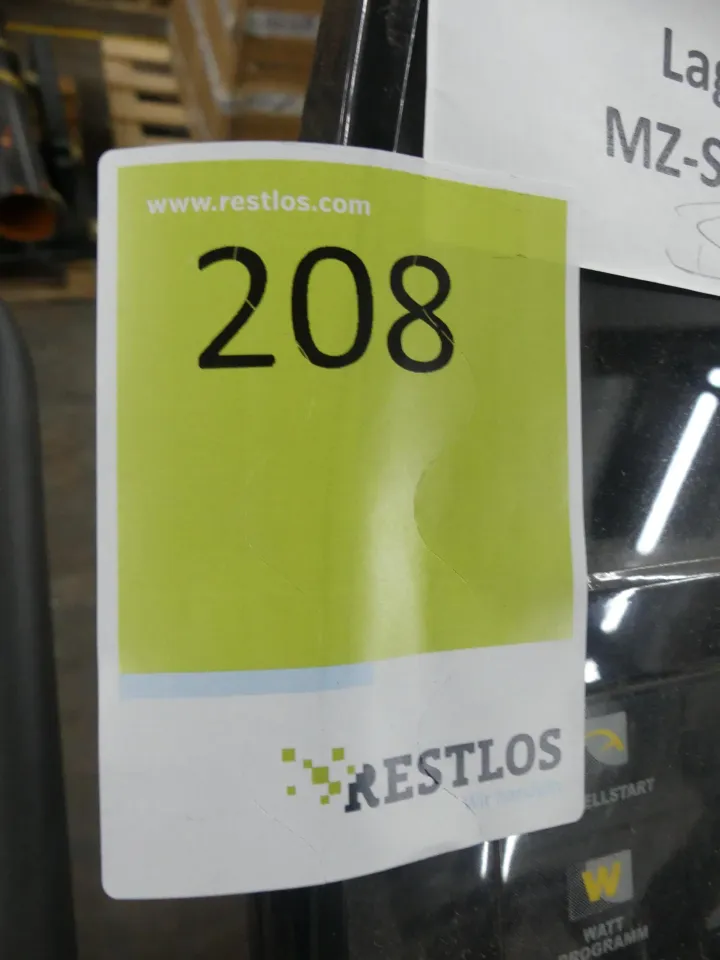 www.restlos.com
208
RESTLOS
Lag
MZ-S
ELLSTART
W
WATT
PROGRAMM